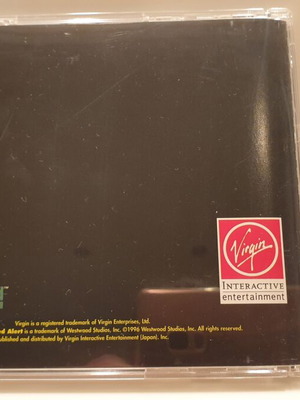 Virgin
INTERACTIVE
entertainment
Virgin is a registered trademark of Virgin Enterprises, Ltd.
Alert is a trademark of Westwood Studios, Inc. ©1996 Westwood Studios, Inc. All rights reserved.
and distributed by Virgin Interactive Entertainment (Japan), Inc.